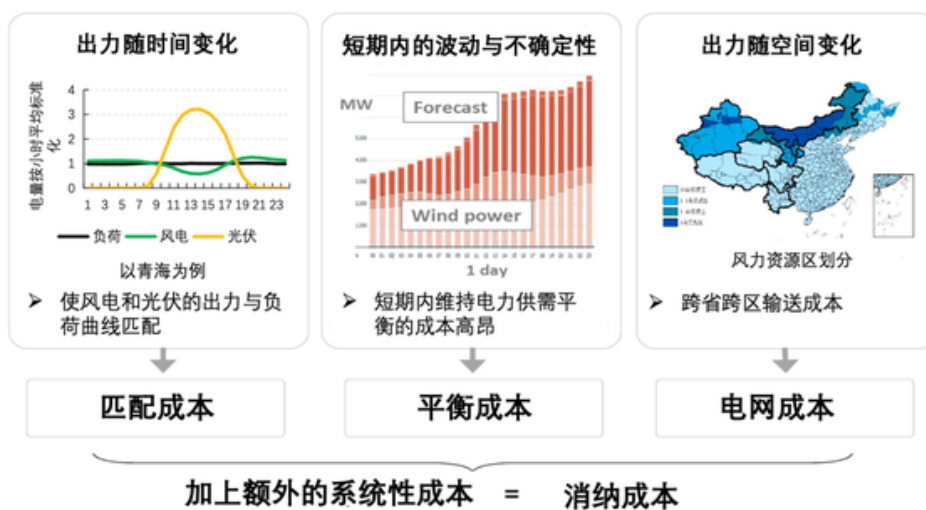 出力随时间变化
电量按小时平均标准化
4
3
2
1
0
1 3 5 7 9 11 13 15 17 19 21 23
负荷 风电 光伏
以青海为例
➢ 使风电和光伏的出力与负
荷曲线匹配
匹配成本
短期内的波动与不确定性
MW
Forecast
Wind power
1 day
➢ 短期内维持电力供需平
衡的成本高昂
平衡成本
出力随空间变化
风力资源区划分
➢ 跨省跨区输送成本
电网成本
加上额外的系统性成本 = 消纳成本